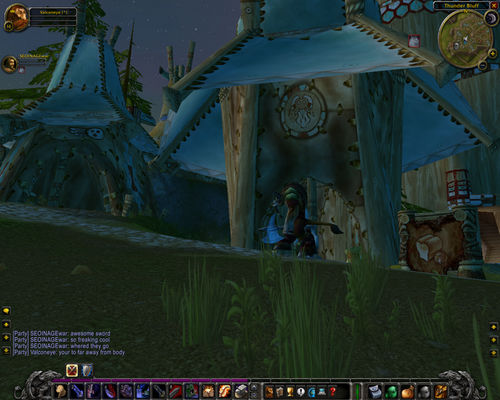 Valconeye (*)
Thunder Bluff
SEOINAGEwar
[Party] SEOINAGEwar: awesome sword
[Party] SEOINAGEwar: so freaking cool
[Party] SEOINAGEwar: whered they go
[Party] Valconeye: your to far away from body